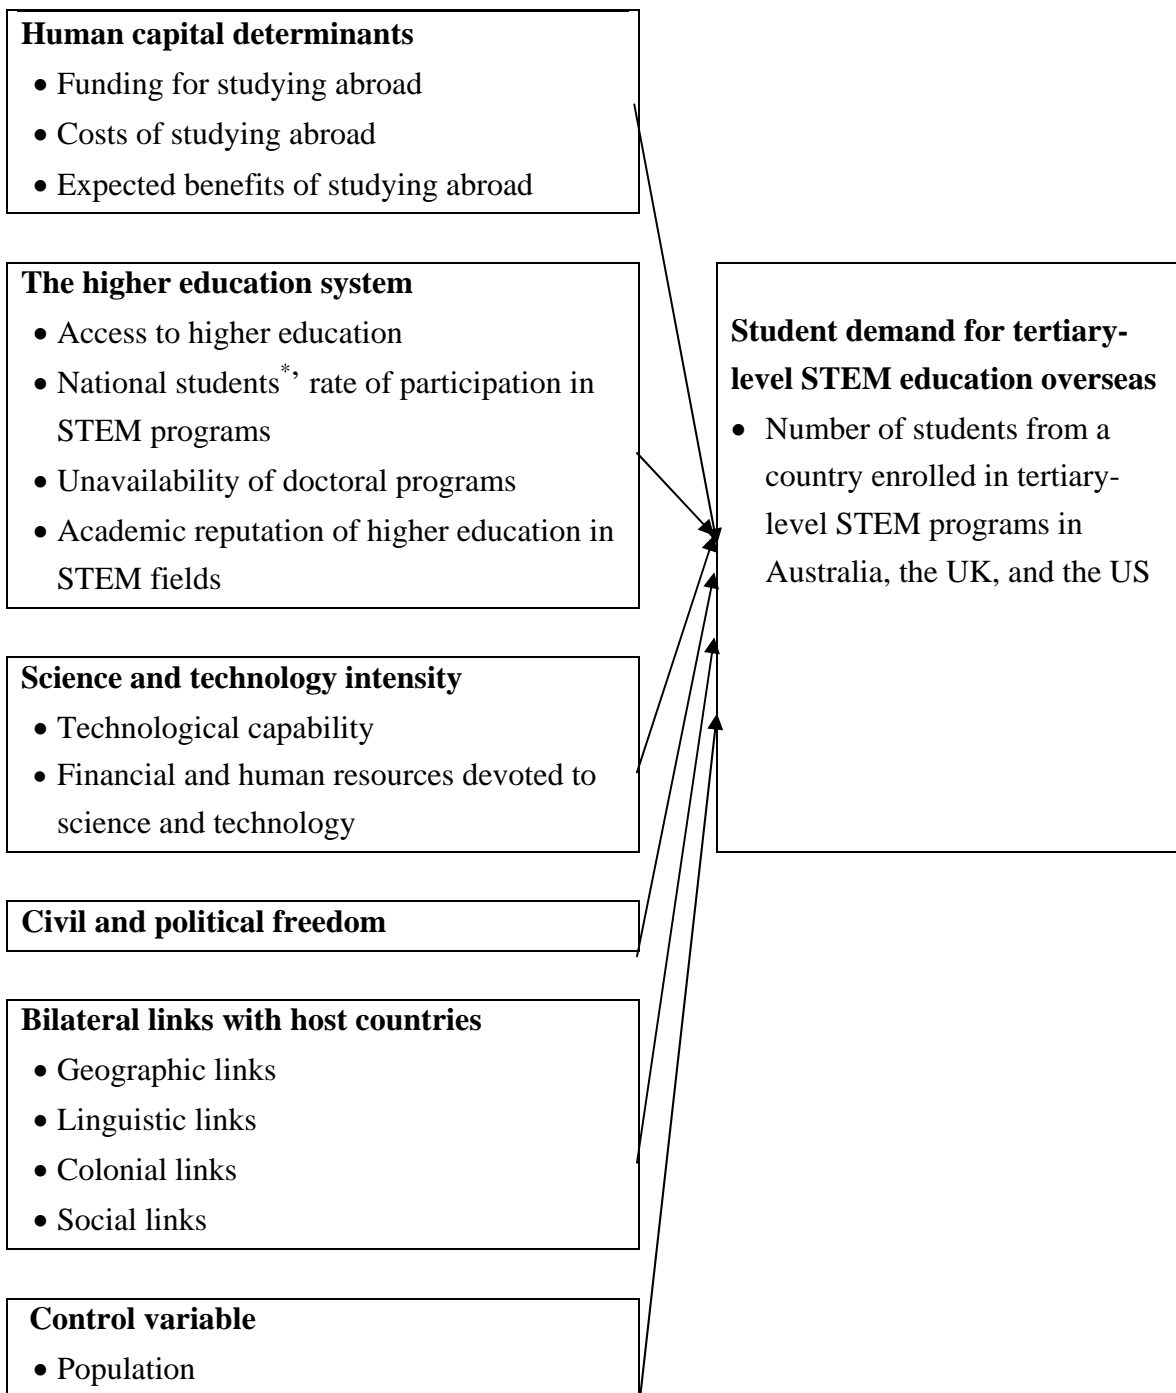 Human capital determinants
• Funding for studying abroad
• Costs of studying abroad
• Expected benefits of studying abroad
The higher education system
• Access to higher education
• National students*’ rate of participation in
STEM programs
• Unavailability of doctoral programs
• Academic reputation of higher education in
STEM fields
Science and technology intensity
• Technological capability
• Financial and human resources devoted to
science and technology
Civil and political freedom
Bilateral links with host countries
• Geographic links
• Linguistic links
• Colonial links
• Social links
Control variable
• Population
Student demand for tertiary-
level STEM education overseas
• Number of students from a
country enrolled in tertiary-
level STEM programs in
Australia, the UK, and the US